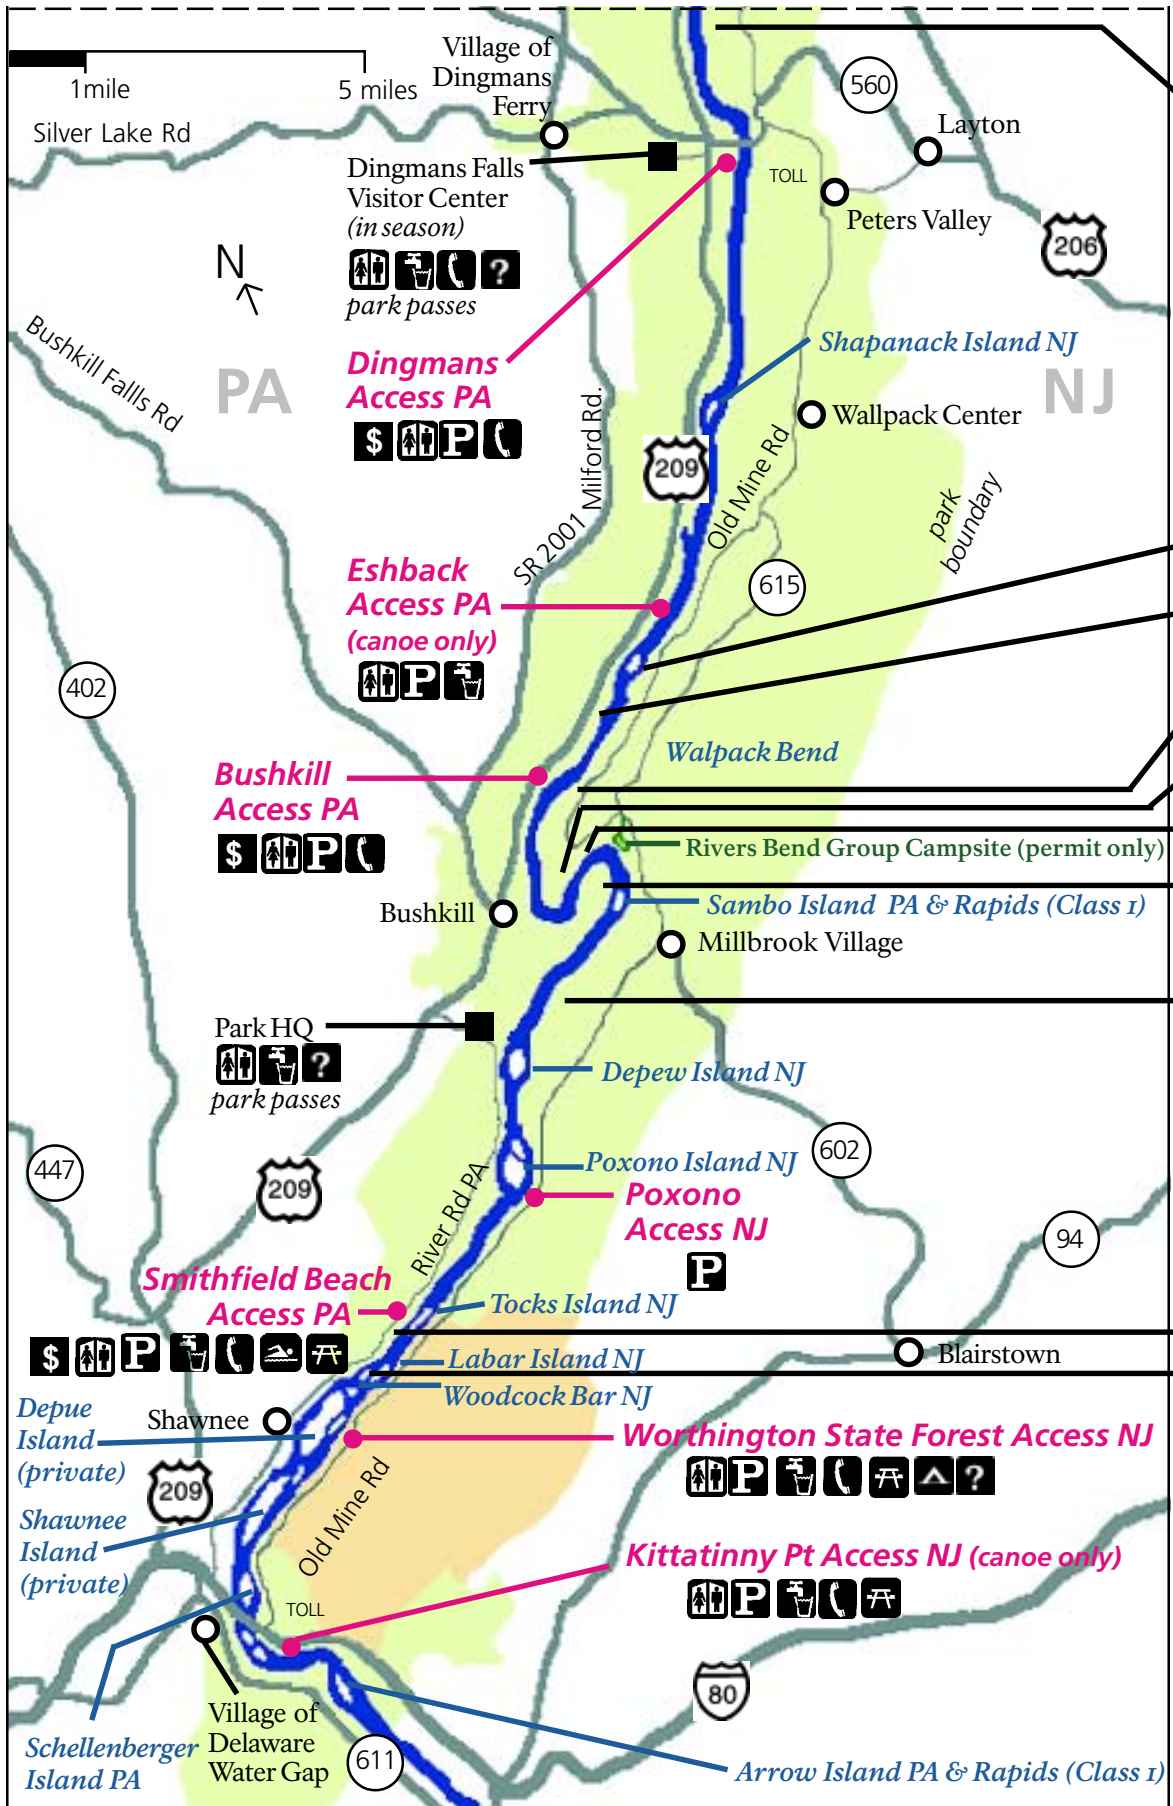 1mile
5 miles
Village of
Dingmans
Ferry
560
Silver Lake Rd
Layton
Dingmans Falls
Visitor Center
(in season)
?
park passes
TOLL
Peters Valley
206
N
Bushkill Fallls Rd
PA
NJ
Dingmans
Access PA
$ P
Shapanack Island NJ
Wallpack Center
Milford Rd.
SR 2001
209
Old Mine Rd
park
boundary
Eshback
Access PA
(canoe only)
P
615
402
Walpack Bend
Bushkill
Access PA
$ P
Rivers Bend Group Campsite (permit only)
Bushkill
Sambo Island PA & Rapids (Class 1)
Millbrook Village
Park HQ
?
park passes
Depew Island NJ
447
209
River Rd PA
Poxono Island NJ
602
Poxono
Access NJ
P
94
Smithfield Beach
Access PA
$ P
Tocks Island NJ
Labar Island NJ
Woodcock Bar NJ
Blairstown
Depue
Island
(private)
Shawnee
Worthington State Forest Access NJ
P ?
209
Old Mine Rd
Shawnee
Island
(private)
Kittatinny Pt Access NJ (canoe only)
P
TOLL
80
Village of
Delaware
Water Gap
Schellenberger
Island PA
611
Arrow Island PA & Rapids (Class 1)